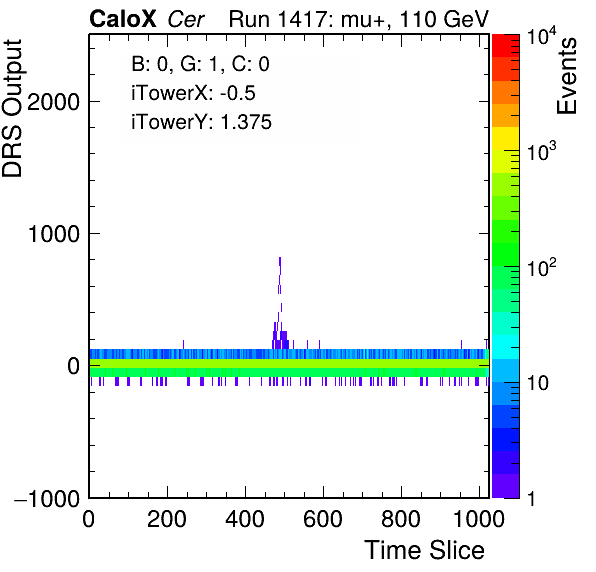 CaloX Cer Run 1417: mu+, 110 GeV
B: 0, G: 1, C: 0
iTowerX: -0.5
iTowerY: 1.375
DRS Output
2000
1000
0
−1000
0 200 400 600 800 1000
Time Slice
Events
10^4
10^3
10^2
10
1